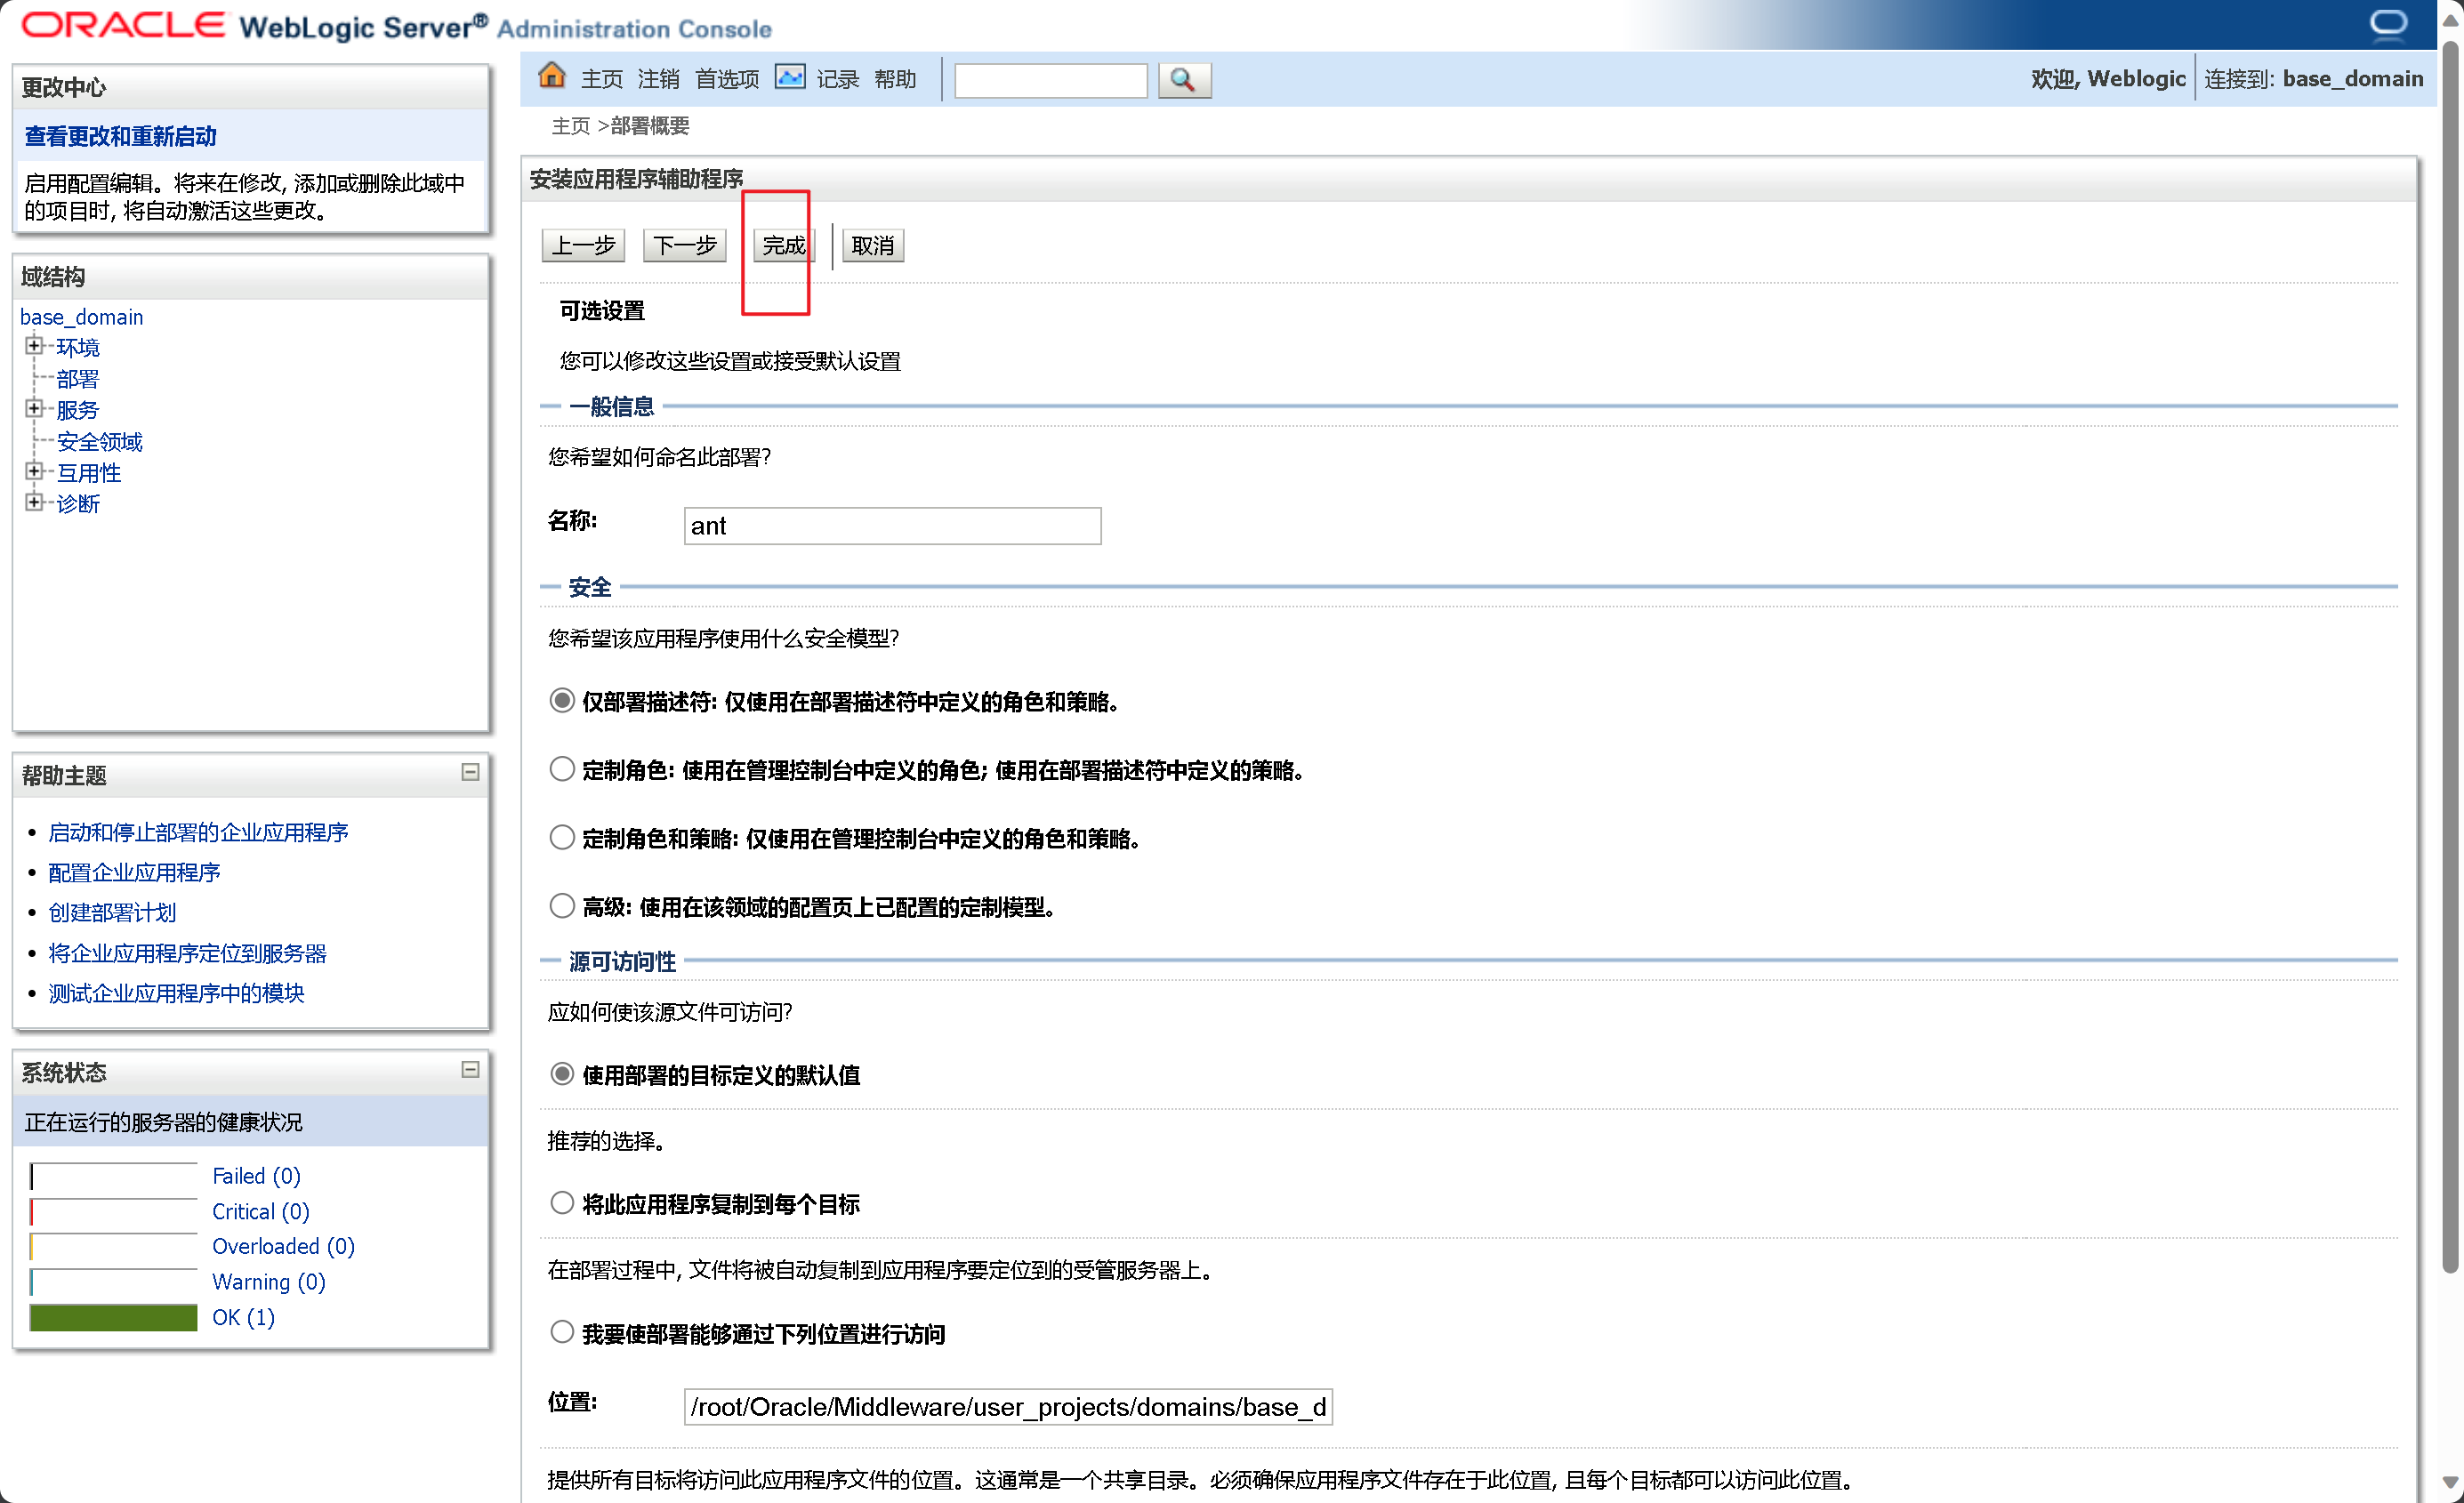 ORACLE WebLogic Server® Administration Console
更改中心
查看更改和重新启动
启用配置编辑。将来在修改, 添加或删除此域中
的项目时, 将自动激活这些更改。
域结构
base_domain
环境
部署
服务
安全领域
互用性
诊断
帮助主题
启动和停止部署的企业应用程序
配置企业应用程序
创建部署计划
将企业应用程序定位到服务器
测试企业应用程序中的模块
系统状态
正在运行的服务器的健康状况
Failed (0)
Critical (0)
Overloaded (0)
Warning (0)
OK (1)
主页 注销 首选项 记录 帮助
欢迎, Weblogic 连接到: base_domain
主页 >部署概要
安装应用程序辅助程序
上一步 下一步 完成 取消
可选设置
您可以修改这些设置或接受默认设置
一般信息
您希望如何命名此部署?
名称: ant
安全
您希望该应用程序使用什么安全模型?
仅部署描述符: 仅使用在部署描述符中定义的角色和策略。
定制角色: 使用在管理控制台中定义的角色; 使用在部署描述符中定义的策略。
定制角色和策略: 仅使用在管理控制台中定义的角色和策略。
高级: 使用在该领域的配置页上已配置的定制模型。
源可访问性
应如何使该源文件可访问?
使用部署的目标定义的默认值
推荐的选择。
将此应用程序复制到每个目标
在部署过程中, 文件将被自动复制到应用程序要定位到的受管服务器上。
我要使部署能够通过下列位置进行访问
位置: /root/Oracle/Middleware/user_projects/domains/base_d
提供所有目标将访问此应用程序文件的位置。这通常是一个共享目录。必须确保应用程序文件存在于此位置, 且每个目标都可以访问此位置。